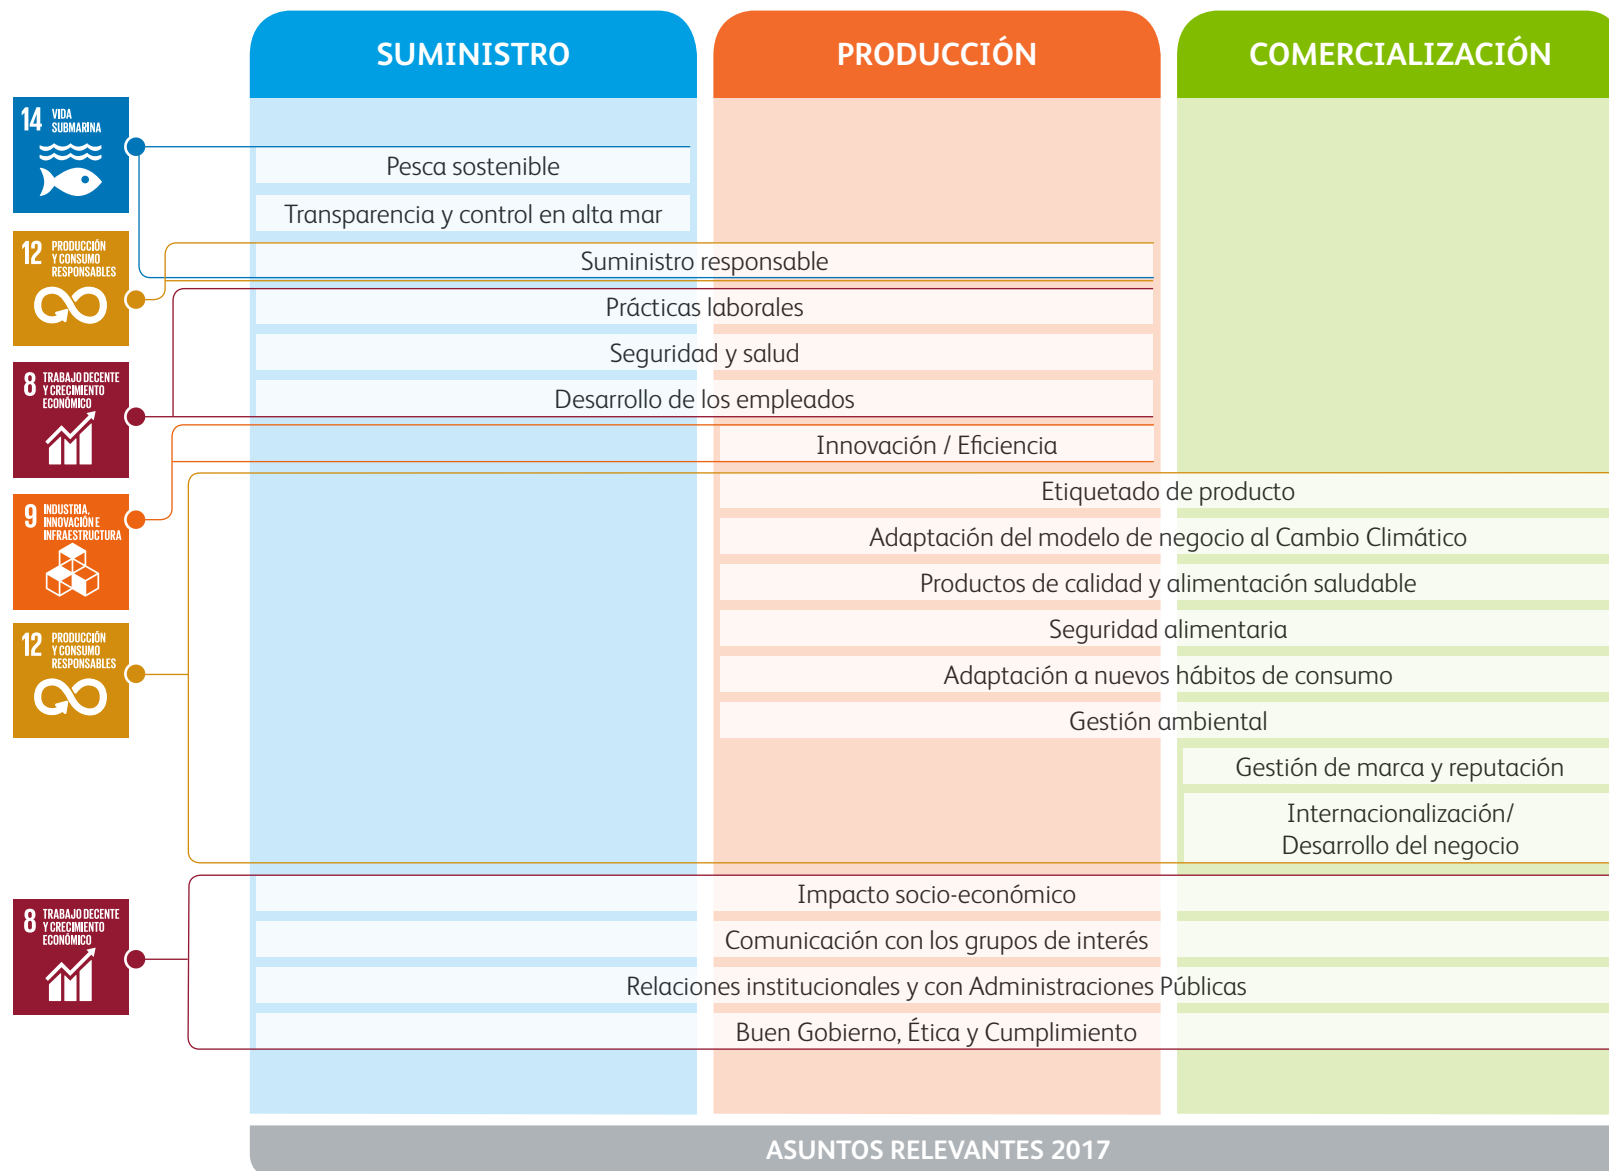 SUMINISTRO
PRODUCCIÓN
COMERCIALIZACIÓN
14 VIDA
SUBMARINA
Pesca sostenible
Transparencia y control en alta mar
12 PRODUCCIÓN
Y CONSUMO
RESPONSABLES
Suministro responsable
Prácticas laborales
Seguridad y salud
8 TRABAJO DECENTE
Y CRECIMIENTO
ECONÓMICO
Desarrollo de los empleados
Innovación / Eficiencia
9 INDUSTRIA,
INNOVACIÓN E
INFRAESTRUCTURA
Etiquetado de producto
Adaptación del modelo de negocio al Cambio Climático
Productos de calidad y alimentación saludable
12 PRODUCCIÓN
Y CONSUMO
RESPONSABLES
Seguridad alimentaria
Adaptación a nuevos hábitos de consumo
Gestión ambiental
Gestión de marca y reputación
Internacionalización/
Desarrollo del negocio
8 TRABAJO DECENTE
Y CRECIMIENTO
ECONÓMICO
Impacto socio-económico
Comunicación con los grupos de interés
Relaciones institucionales y con Administraciones Públicas
Buen Gobierno, Ética y Cumplimiento
ASUNTOS RELEVANTES 2017